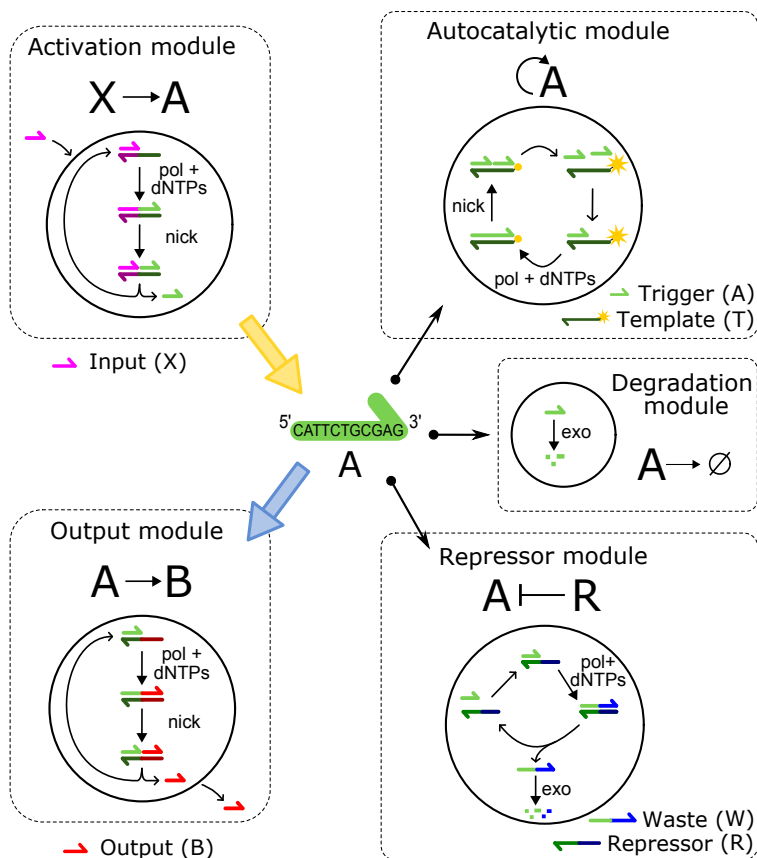 Activation module
X → A
pol +
dNTPs
nick
Input (X)
Autocatalytic module
A
nick
pol + dNTPs
Trigger (A)
Template (T)
5' CATTCTGCGAG 3'
A
Degradation
module
exo
A → ∅
Output module
A → B
pol +
dNTPs
nick
Output (B)
Repressor module
A R
pol+
dNTPs
exo
Waste (W)
Repressor (R)